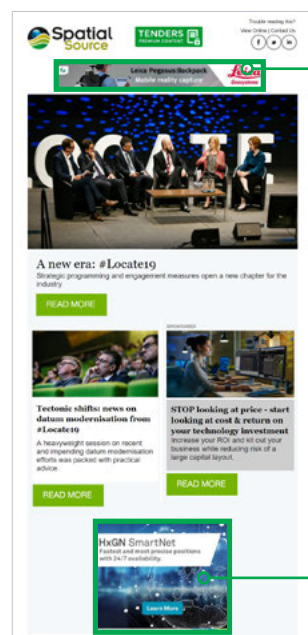 Spatial
Source
TENDERS
PREMIUM CONTENT
Trouble reading this?
View Online | Contact Us
Leica Pegasus:Backpack
Mobile reality capture
Leica
Geosystems
LOCATE
A new era: #Locate19
Strategic programming and engagement measures open a new chapter for the
industry
READ MORE
Tectonic shifts: news on
datum modernisation from
#Locate19
A heavyweight session on recent
and impending datum modernisation
efforts was packed with practical
advice.
READ MORE
SPONSORED
STOP looking at price - start
looking at cost & return on
your technology investment
Increase your ROI and kit out your
business while reducing risk of a
large capital layout.
READ MORE
HxGN SmartNet
Fastest and most precise positions
with 24/7 availability.
Learn More